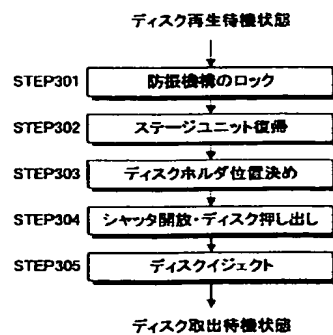 ディスク再生待機状態
STEP301 防振機構のロック
STEP302 ステージユニット復帰
STEP303 ディスクホルダ位置決め
STEP304 シャッタ開放・ディスク押し出し
STEP305 ディスクイジェクト
ディスク取出待機状態